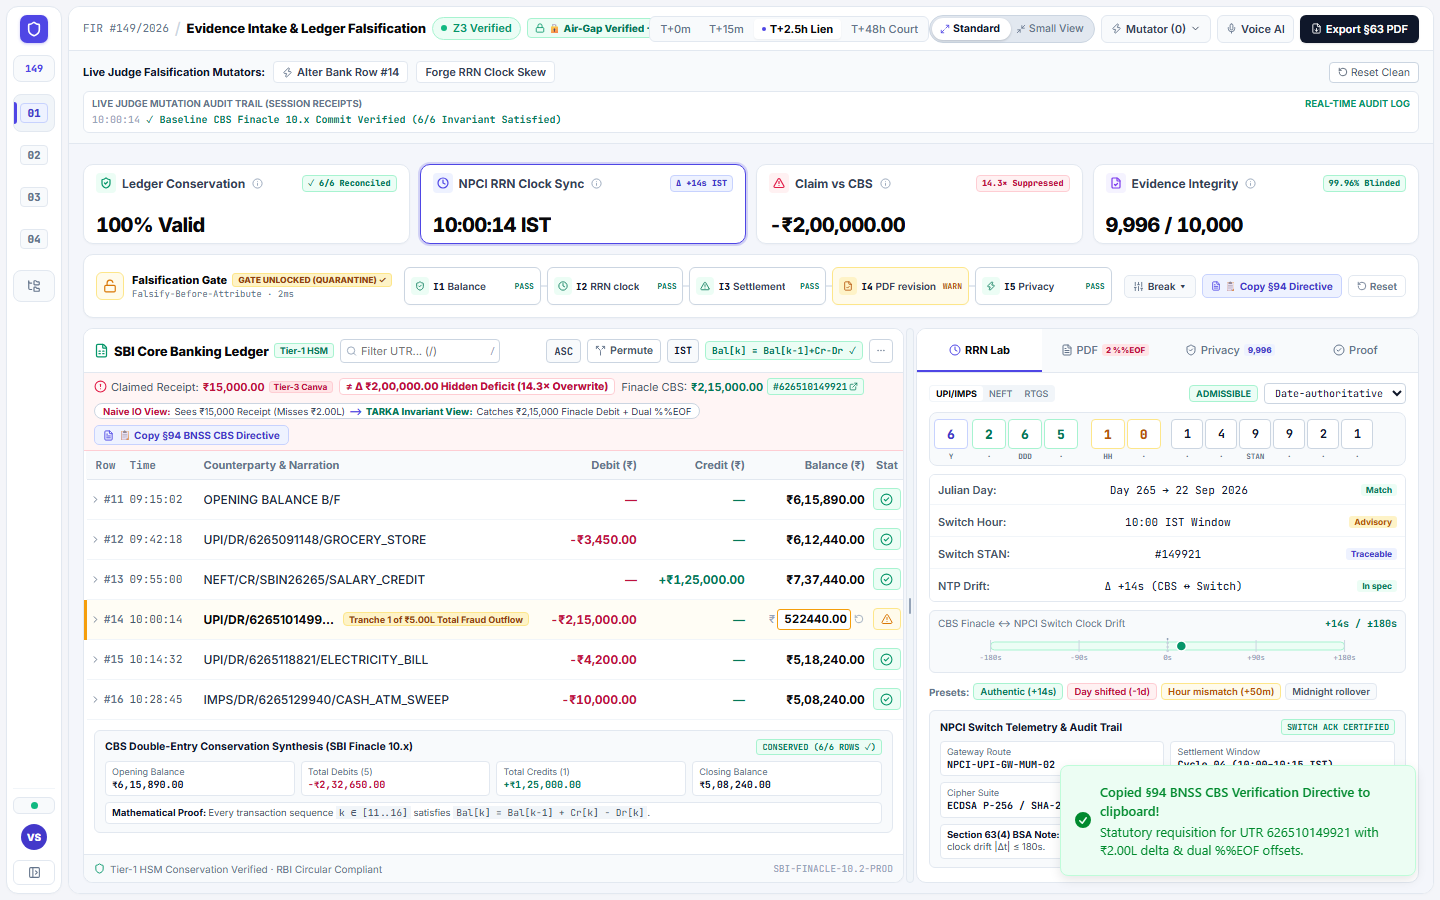 FIR #149/2026 / Evidence Intake & Ledger Falsification Z3 Verified Air-Gap Verified T+0m T+15m T+2.5h Lien T+48h Court Standard Small View Mutator (0) Voice AI Export §63 PDF
149
01
02
03
04
VS
Live Judge Falsification Mutators: Alter Bank Row #14 Forge RRN Clock Skew Reset Clean
LIVE JUDGE MUTATION AUDIT TRAIL (SESSION RECEIPTS) REAL-TIME AUDIT LOG
10:00:14 ✓ Baseline CBS Finacle 10.x Commit Verified (6/6 Invariant Satisfied)
Ledger Conservation ✓ 6/6 Reconciled
100% Valid
NPCI RRN Clock Sync Δ +14s IST
10:00:14 IST
Claim vs CBS 14.3× Suppressed
-₹2,00,000.00
Evidence Integrity 99.96% Blinded
9,996 / 10,000
Falsification Gate GATE UNLOCKED (QUARANTINE) ✓
Falsify-Before-Attribute · 2ms
I1 Balance PASS I2 RRN clock PASS I3 Settlement PASS I4 PDF revision WARN I5 Privacy PASS Break ▾ Copy §94 Directive Reset
SBI Core Banking Ledger Tier-1 HSM Filter UTR... (/) / ASC Permute IST Bal[k] = Bal[k-1]+Cr-Dr ✓ ...
Claimed Receipt: ₹15,000.00 Tier-3 Canva ≠ Δ ₹2,00,000.00 Hidden Deficit (14.3× Overwrite) Finacle CBS: ₹2,15,000.00 #626510149921
Naive IO View: Sees ₹15,000 Receipt (Misses ₹2.00L) → TARKA Invariant View: Catches ₹2,15,000 Finacle Debit + Dual %%EOF
Copy §94 BNSS CBS Directive
Row Time Counterparty & Narration Debit (₹) Credit (₹) Balance (₹) Stat
#11 09:15:02 OPENING BALANCE B/F — — ₹6,15,890.00
#12 09:42:18 UPI/DR/6265091148/GROCERY_STORE -₹3,450.00 — ₹6,12,440.00
#13 09:55:00 NEFT/CR/SBIN26265/SALARY_CREDIT — +₹1,25,000.00 ₹7,37,440.00
#14 10:00:14 UPI/DR/6265101499... Tranche 1 of ₹5.00L Total Fraud Outflow -₹2,15,000.00 — ₹ 522440.00
#15 10:14:32 UPI/DR/6265118821/ELECTRICITY_BILL -₹4,200.00 — ₹5,18,240.00
#16 10:28:45 IMPS/DR/6265129940/CASH_ATM_SWEEP -₹10,000.00 — ₹5,08,240.00
CBS Double-Entry Conservation Synthesis (SBI Finacle 10.x) CONSERVED (6/6 ROWS ✓)
Opening Balance Total Debits (5) Total Credits (1) Closing Balance
₹6,15,890.00 -₹2,32,650.00 +₹1,25,000.00 ₹5,08,240.00
Mathematical Proof: Every transaction sequence k ∈ [11..16] satisfies Bal[k] = Bal[k-1] + Cr[k] - Dr[k].
Tier-1 HSM Conservation Verified · RBI Circular Compliant SBI-FINACLE-10.2-PROD
RRN Lab PDF 2 %%EOF Privacy 9,996 Proof
UPI/IMPS NEFT RTGS ADMISSIBLE Date-authoritative
6 2 6 5 1 0 1 4 9 9 2 1
Y · DDD · HH · · · STAN · ·
Julian Day: Day 265 → 22 Sep 2026 Match
Switch Hour: 10:00 IST Window Advisory
Switch STAN: #149921 Traceable
NTP Drift: Δ +14s (CBS ↔ Switch) In spec
CBS Finacle ↔ NPCI Switch Clock Drift +14s / ±180s
-180s -90s 0s +90s +180s
Presets: Authentic (+14s) Day shifted (-1d) Hour mismatch (+50m) Midnight rollover
NPCI Switch Telemetry & Audit Trail SWITCH ACK CERTIFIED
Gateway Route Settlement Window
NPCI-UPI-GW-MUM-02 Cycle 04 (10:00-10:15 IST)
Cipher Suite
ECDSA P-256 / SHA-2
Section 63(4) BSA Note:
clock drift |Δt| ≤ 180s.
Copied §94 BNSS CBS Verification Directive to
clipboard!
Statutory requisition for UTR 626510149921 with
₹2.00L delta & dual %%EOF offsets.